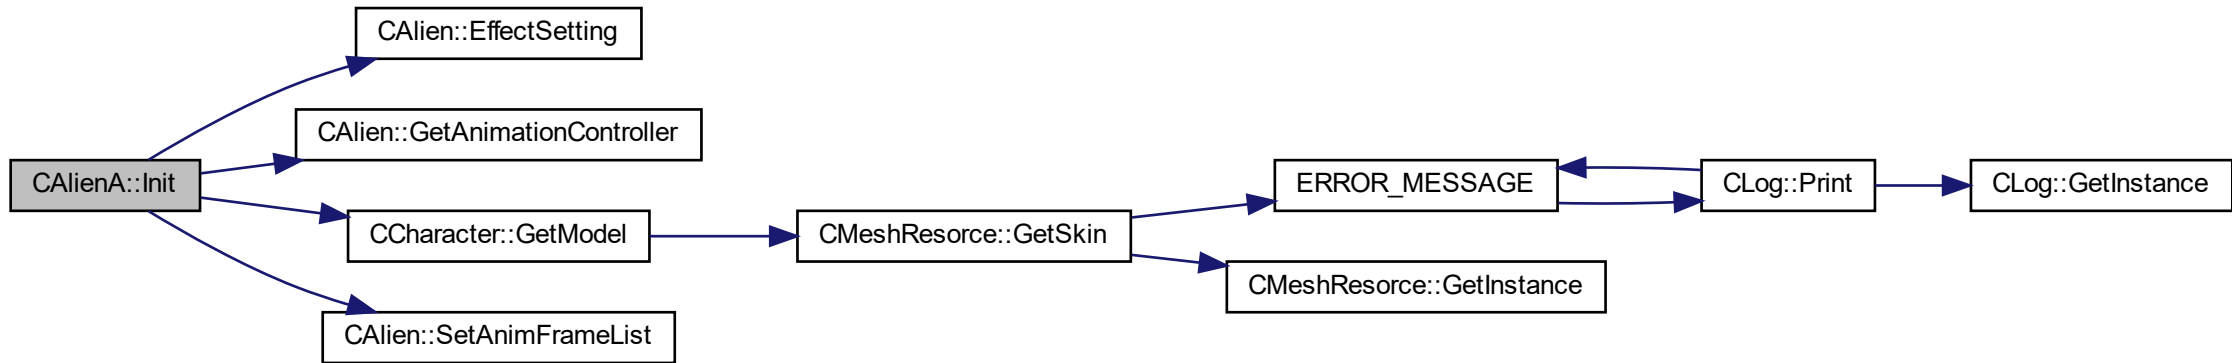 CAlien::EffectSetting
CAlien::GetAnimationController
CAlienA::Init
ERROR_MESSAGE
CLog::Print
CLog::GetInstance
CCharacter::GetModel
CMeshResorce::GetSkin
CMeshResorce::GetInstance
CAlien::SetAnimFrameList